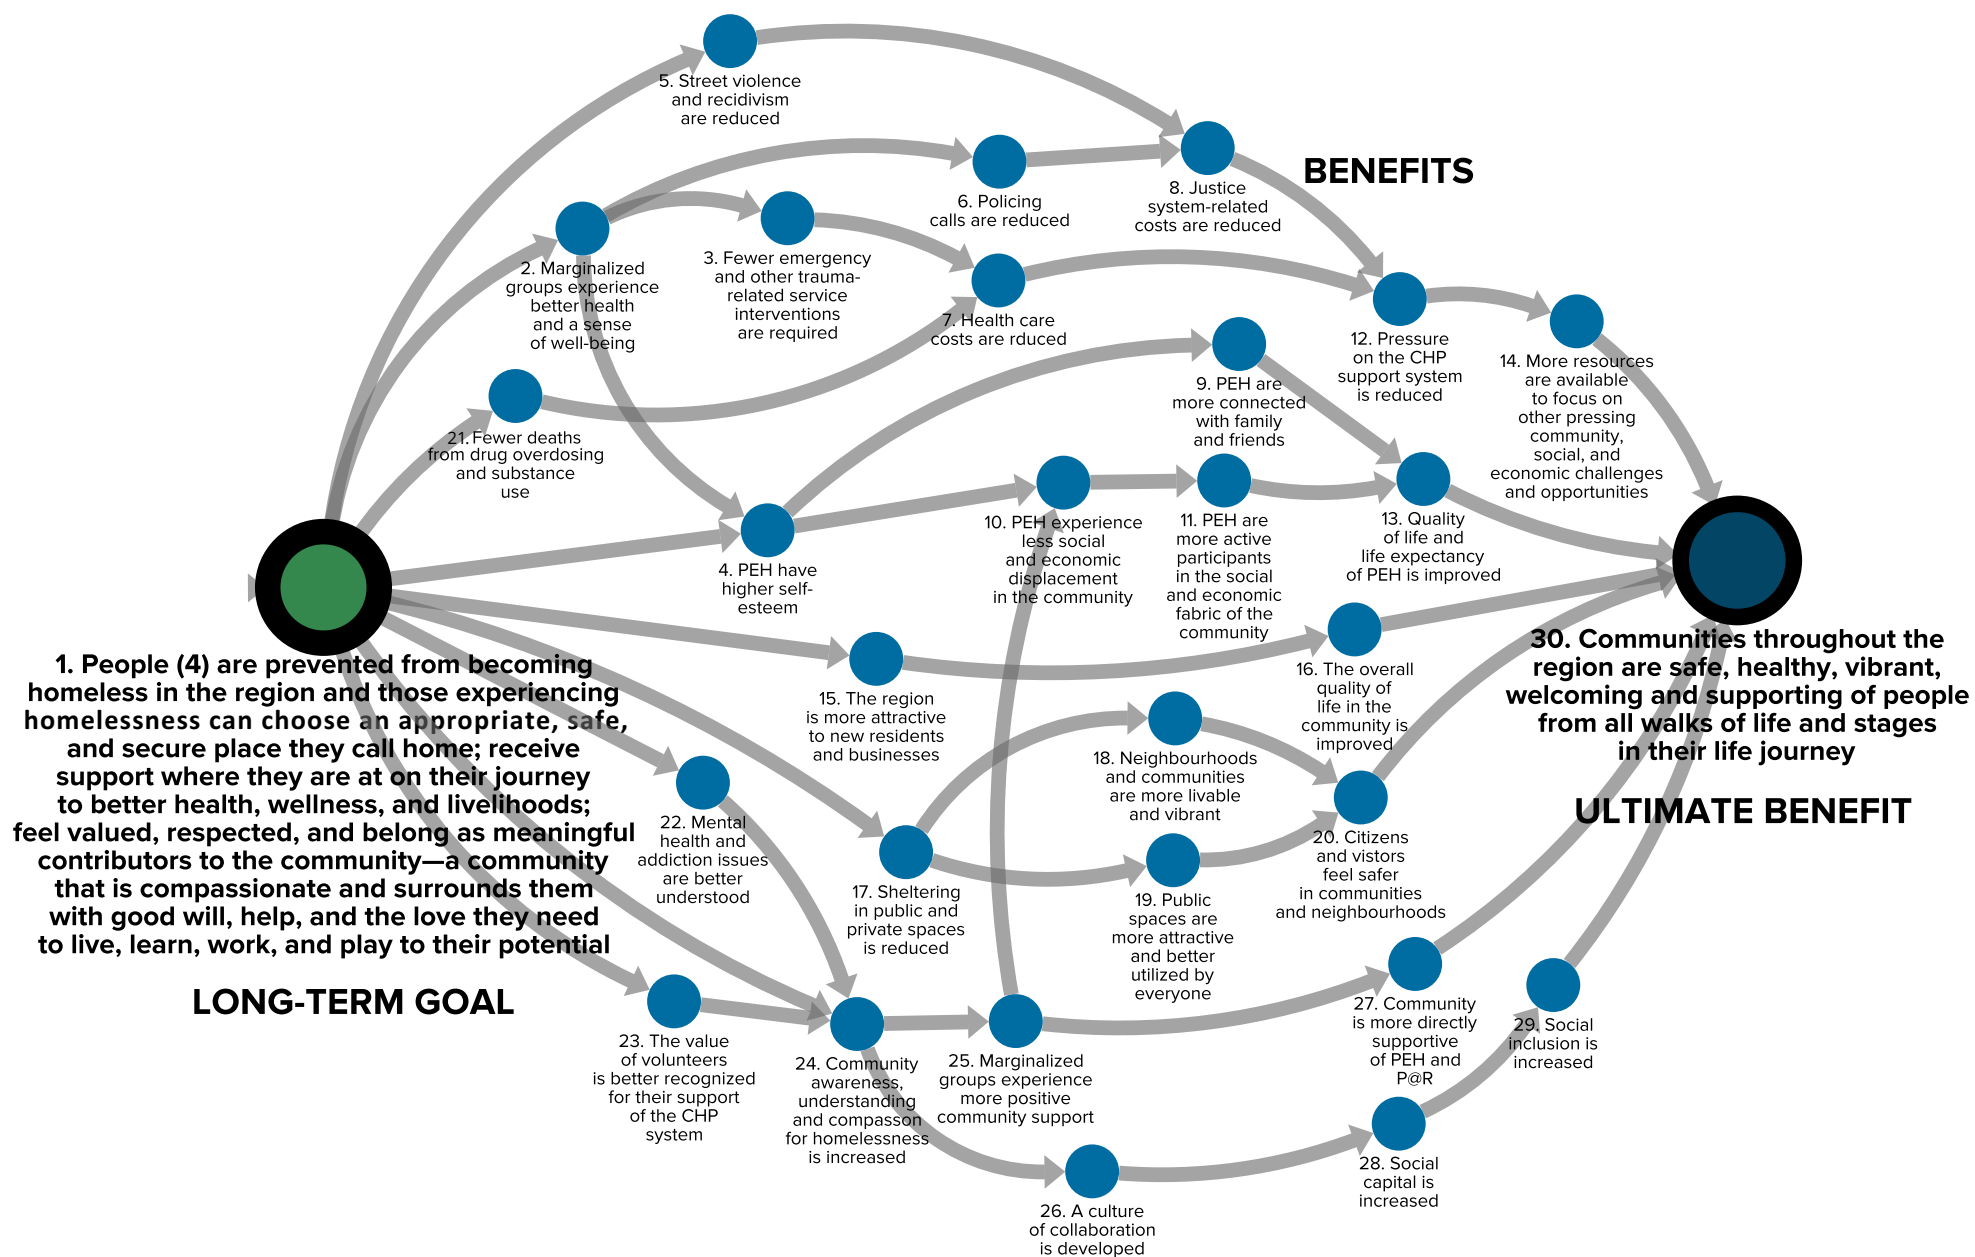 5. Street violence
and recidivism
are reduced
BENEFITS
6. Policing
calls are reduced
8. Justice
system-related
costs are reduced
2. Marginalized
groups experience
better health
and a sense
of well-being
3. Fewer emergency
and other trauma-
related service
interventions
are required
7. Health care
costs are rduced
12. Pressure
on the CHP
support system
is reduced
14. More resources
are available
to focus on
other pressing
community,
social, and
economic challenges
and opportunities
21. Fewer deaths
from drug overdosing
and substance
use
9. PEH are
more connected
with family
and friends
4. PEH have
higher self-
esteem
10. PEH experience
less social
and economic
displacement
in the community
11. PEH are
more active
participants
in the social
and economic
fabric of the
community
13. Quality
of life and
life expectancy
of PEH is improved
1. People (4) are prevented from becoming
homeless in the region and those experiencing
homelessness can choose an appropriate, safe,
and secure place they call home; receive
support where they are at on their journey
to better health, wellness, and livelihoods;
feel valued, respected, and belong as meaningful
contributors to the community—a community
that is compassionate and surrounds them
with good will, help, and the love they need
to live, learn, work, and play to their potential
LONG-TERM GOAL
15. The region
is more attractive
to new residents
and businesses
16. The overall
quality of
life in the
community is
improved
30. Communities throughout the
region are safe, healthy, vibrant,
welcoming and supporting of people
from all walks of life and stages
in their life journey
ULTIMATE BENEFIT
22. Mental
health and
addiction issues
are better
understood
17. Sheltering
in public and
private spaces
is reduced
18. Neighbourhoods
and communities
are more livable
and vibrant
19. Public
spaces are
more attractive
and better
utilized by
everyone
20. Citizens
and vistors
feel safer
in communities
and neighbourhoods
23. The value
of volunteers
is better recognized
for their support
of the CHP
system
24. Community
awareness,
understanding
and compasson
for homelessness
is increased
25. Marginalized
groups experience
more positive
community support
27. Community
is more directly
supportive
of PEH and
P@R
29. Social
inclusion is
increased
26. A culture
of collaboration
is developed
28. Social
capital is
increased